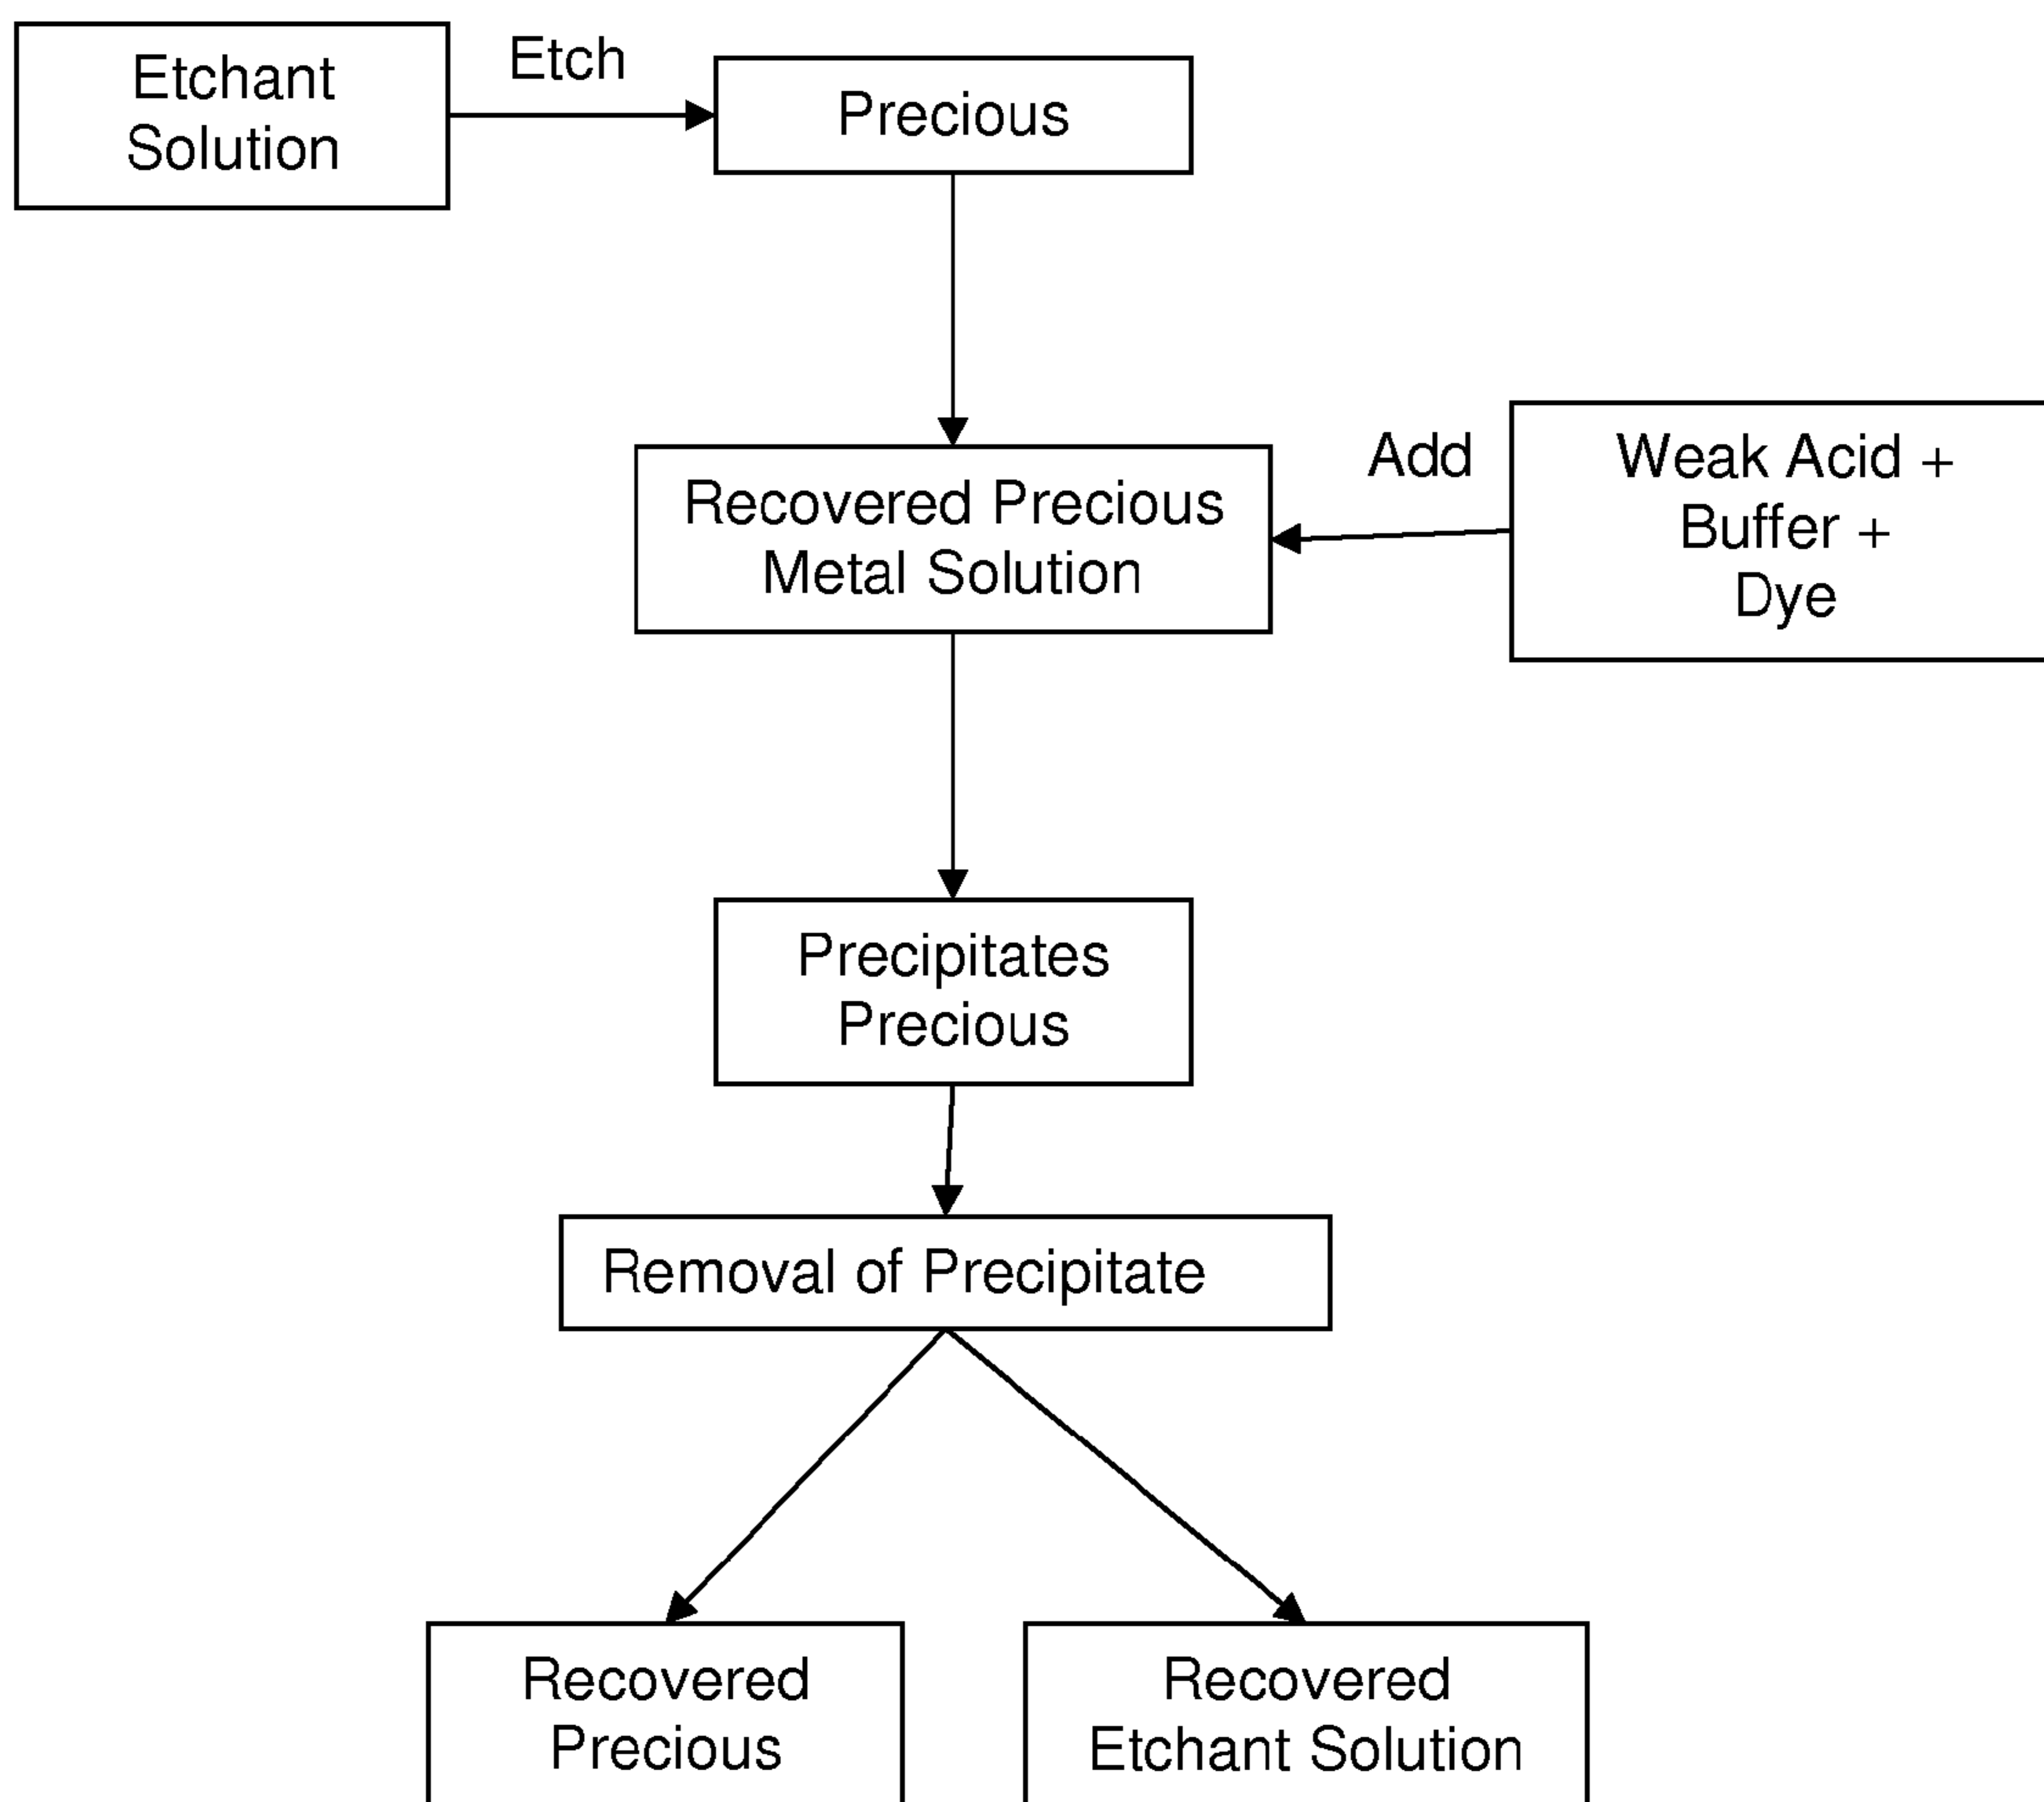 Etchant
Solution
Etch
Precious
Recovered Precious
Metal Solution
Add
Weak Acid +
Buffer +
Dye
Precipitates
Precious
Removal of Precipitate
Recovered
Precious
Recovered
Etchant Solution